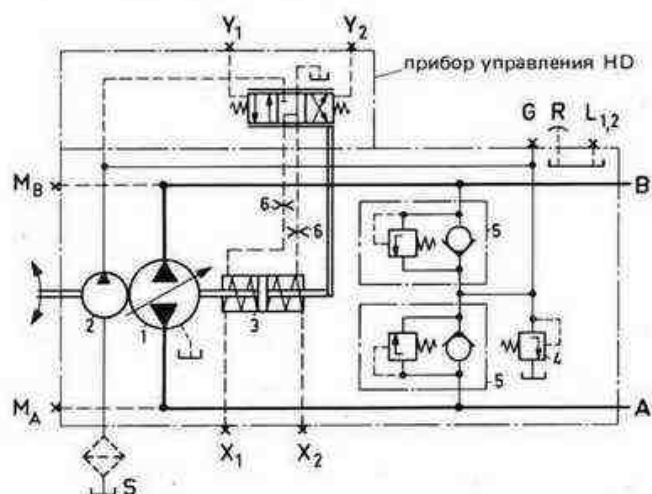 Y1 Y2
прибор управления HD
G R L1,2
MB B
6
6
5
2 1 3 4
5
MA A
X1 X2
S